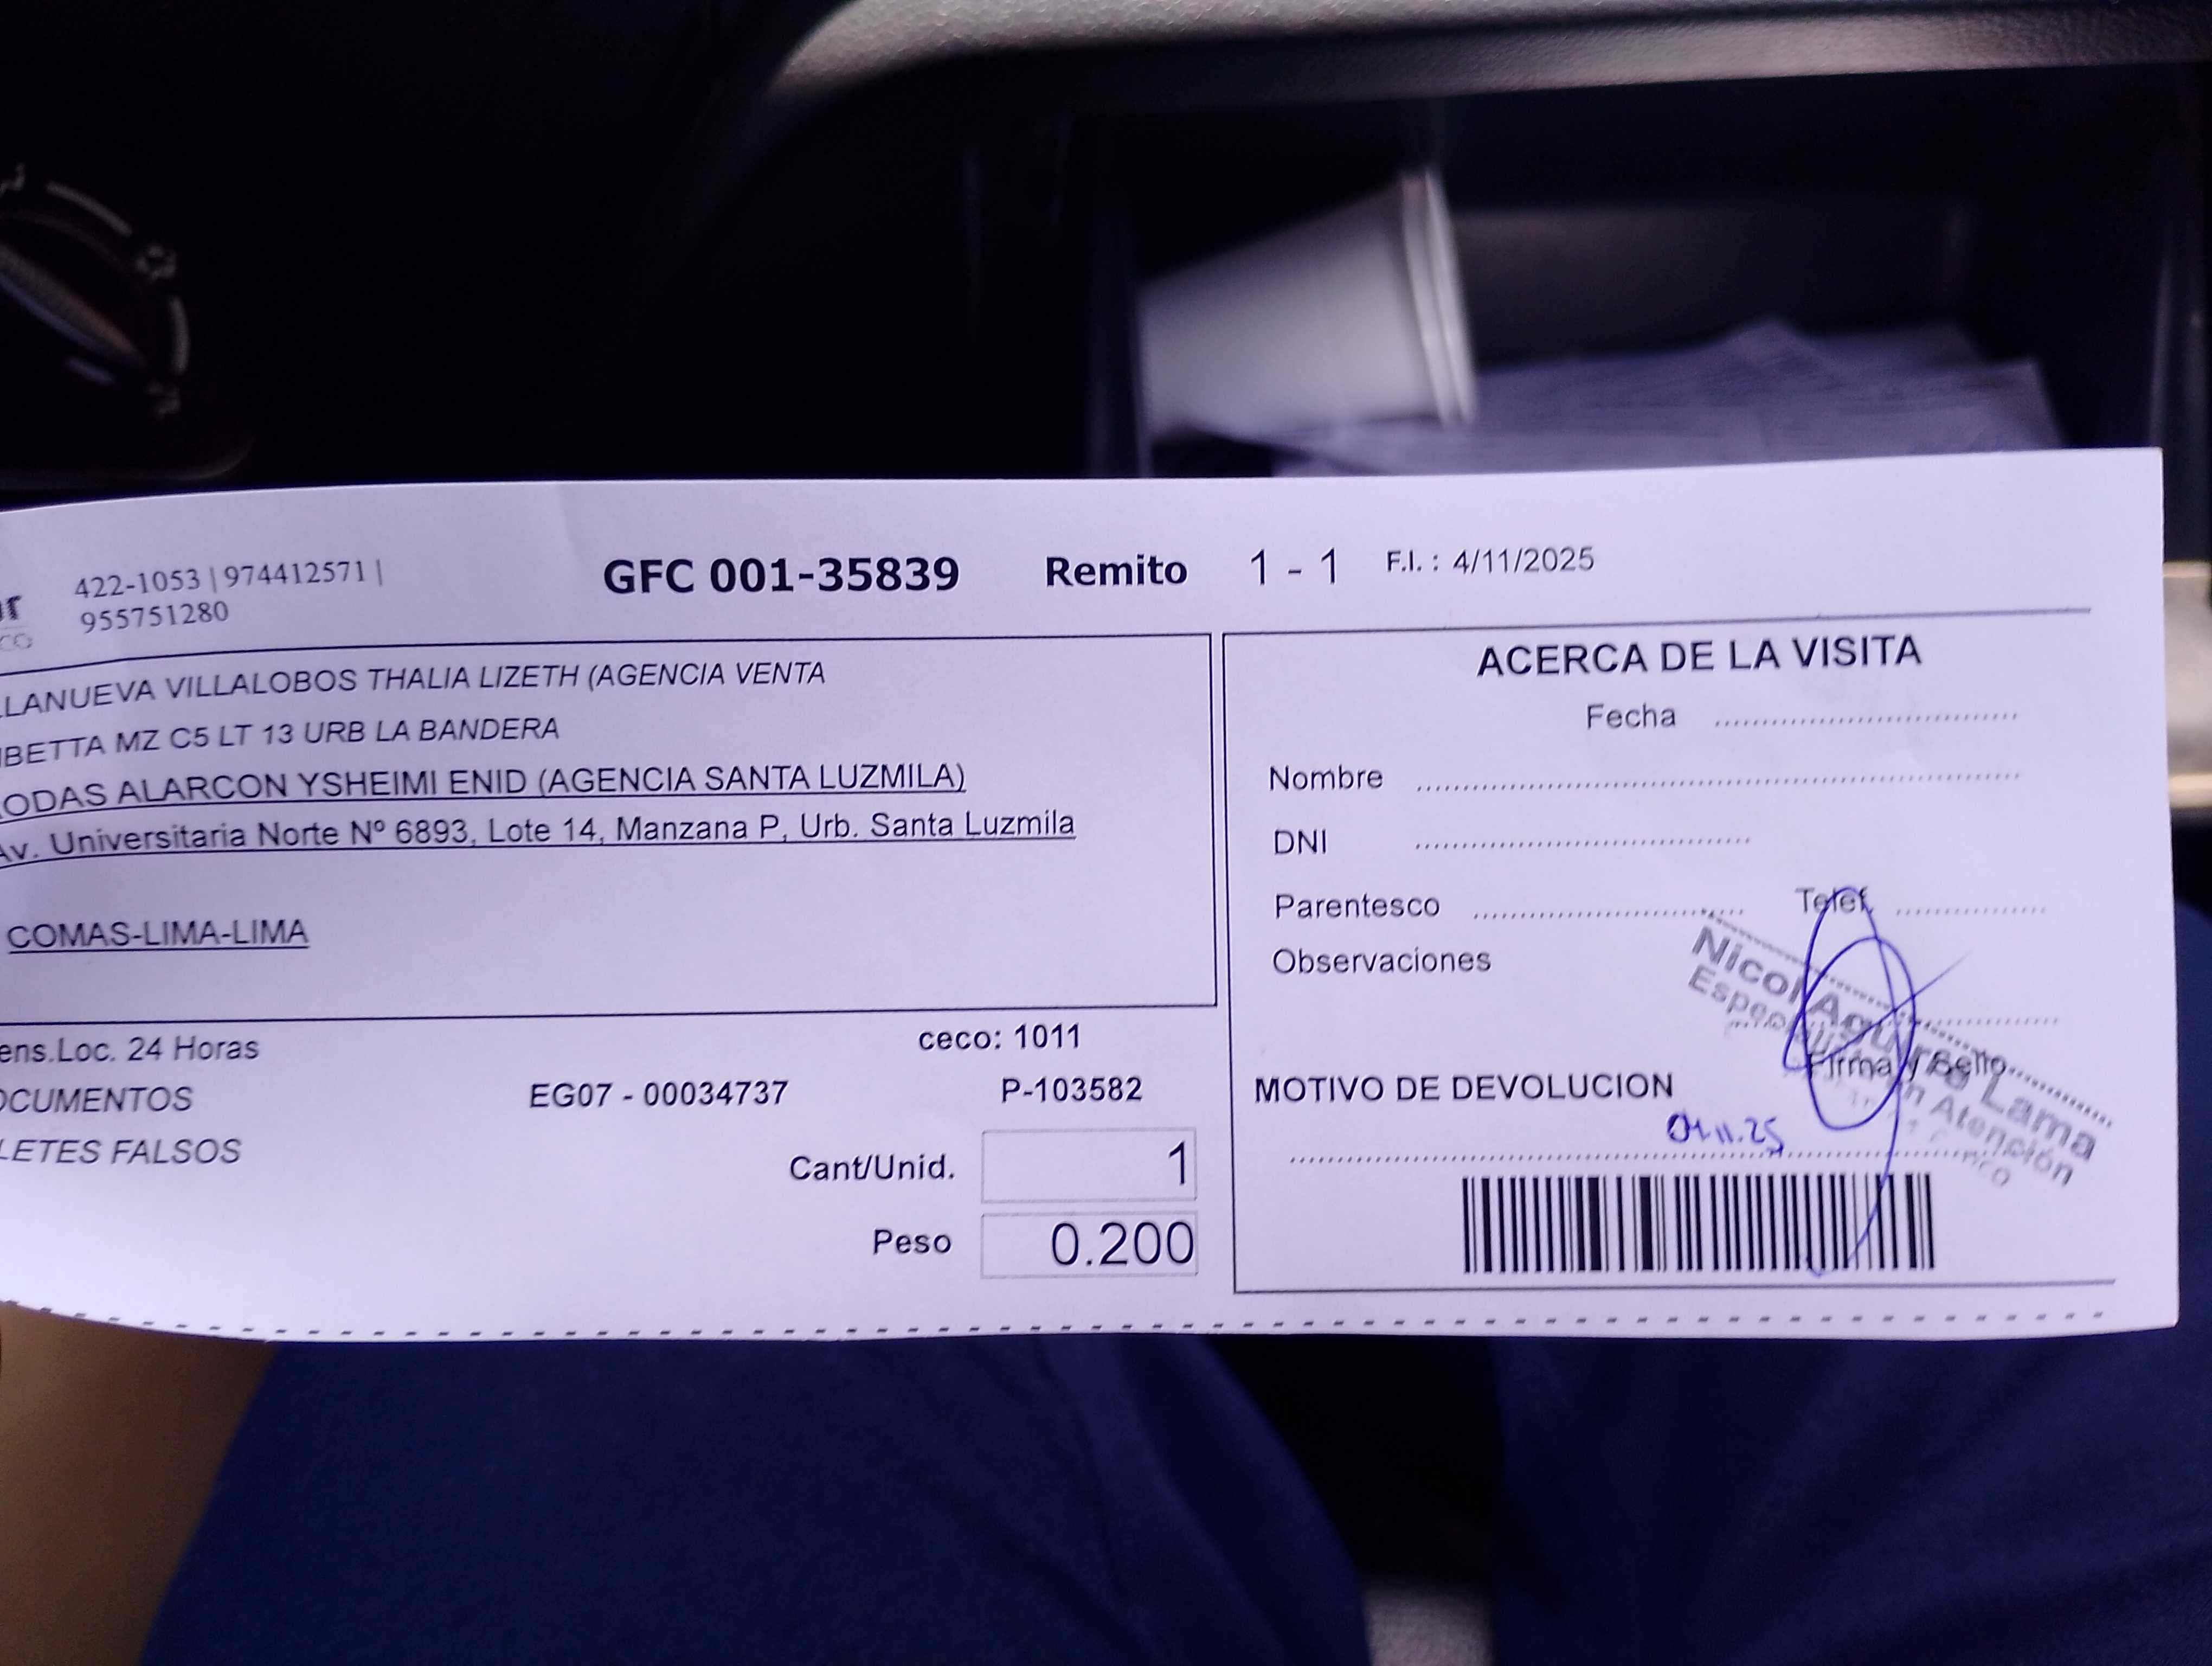 422-1053 | 974412571 |
955751280
GFC 001-35839 Remito 1 - 1 F.I. : 4/11/2025
LLANUEVA VILLALOBOS THALIA LIZETH (AGENCIA VENTA
BETTA MZ C5 LT 13 URB LA BANDERA
ODAS ALARCON YSHEIMI ENID (AGENCIA SANTA LUZMILA)
Av. Universitaria Norte Nº 6893, Lote 14, Manzana P, Urb. Santa Luzmila
COMAS-LIMA-LIMA
ens.Loc. 24 Horas
ceco: 1011
OCUMENTOS EG07 - 00034737 P-103582
LETES FALSOS
Cant/Unid. 1
Peso 0.200
ACERCA DE LA VISITA
Fecha
Nombre
DNI
Parentesco Telef.
Observaciones
Nicol Aguirre Lama
Atención
Firma y Sello
MOTIVO DE DEVOLUCION
04.11.25